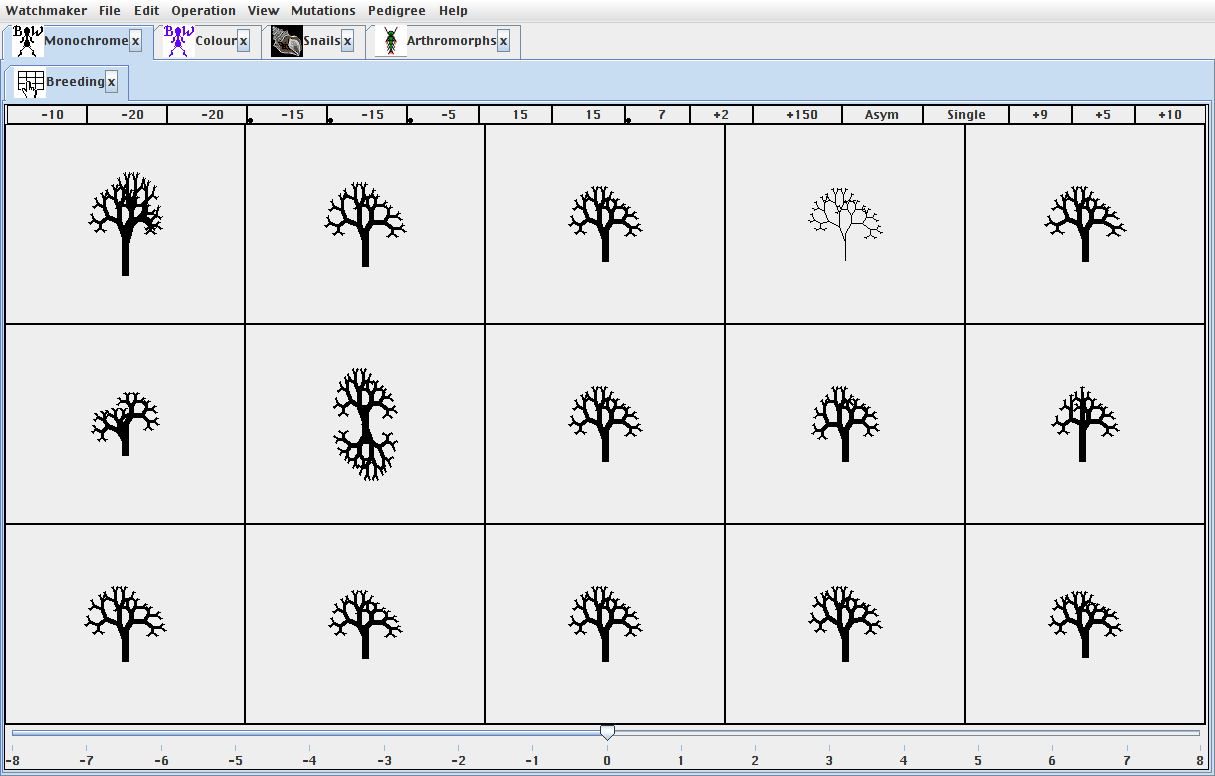 Watchmaker File Edit Operation View Mutations Pedigree Help
BW Monochrome x BW Colour x Snails x Arthromorphs x
Breeding x
-10 -20 -20 -15 -15 -5 15 15 7 +2 +150 Asym Single +9 +5 +10
-8 -7 -6 -5 -4 -3 -2 -1 0 1 2 3 4 5 6 7 8